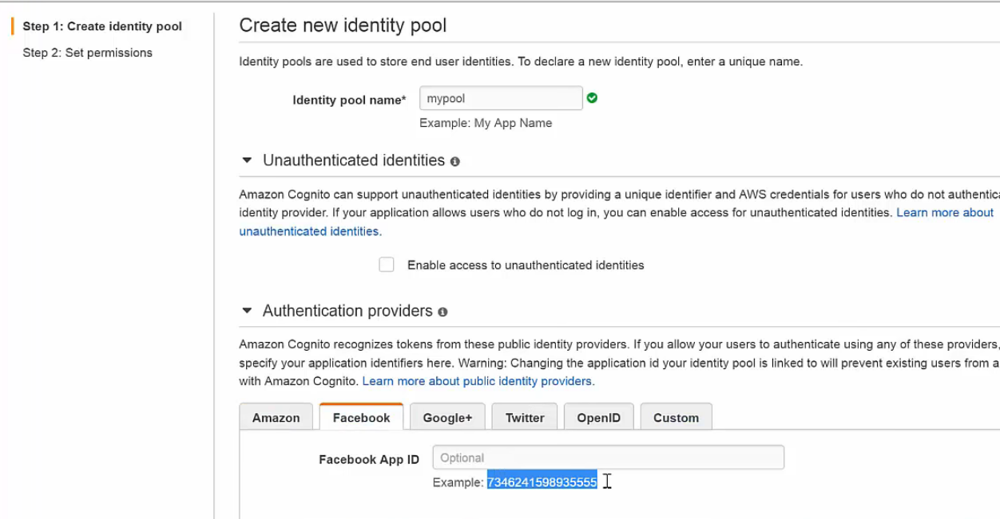 Step 1: Create identity pool
Step 2: Set permissions
Create new identity pool
Identity pools are used to store end user identities. To declare a new identity pool, enter a unique name.
Identity pool name* mypool
Example: My App Name
Unauthenticated identities
Amazon Cognito can support unauthenticated identities by providing a unique identifier and AWS credentials for users who do not authentica
identity provider. If your application allows users who do not log in, you can enable access for unauthenticated identities. Learn more about
unauthenticated identities.
Enable access to unauthenticated identities
Authentication providers
Amazon Cognito recognizes tokens from these public identity providers. If you allow your users to authenticate using any of these providers,
specify your application identifiers here. Warning: Changing the application id your identity pool is linked to will prevent existing users from a
with Amazon Cognito. Learn more about public identity providers.
Amazon Facebook Google+ Twitter OpenID Custom
Facebook App ID Optional
Example: 7346241598935555